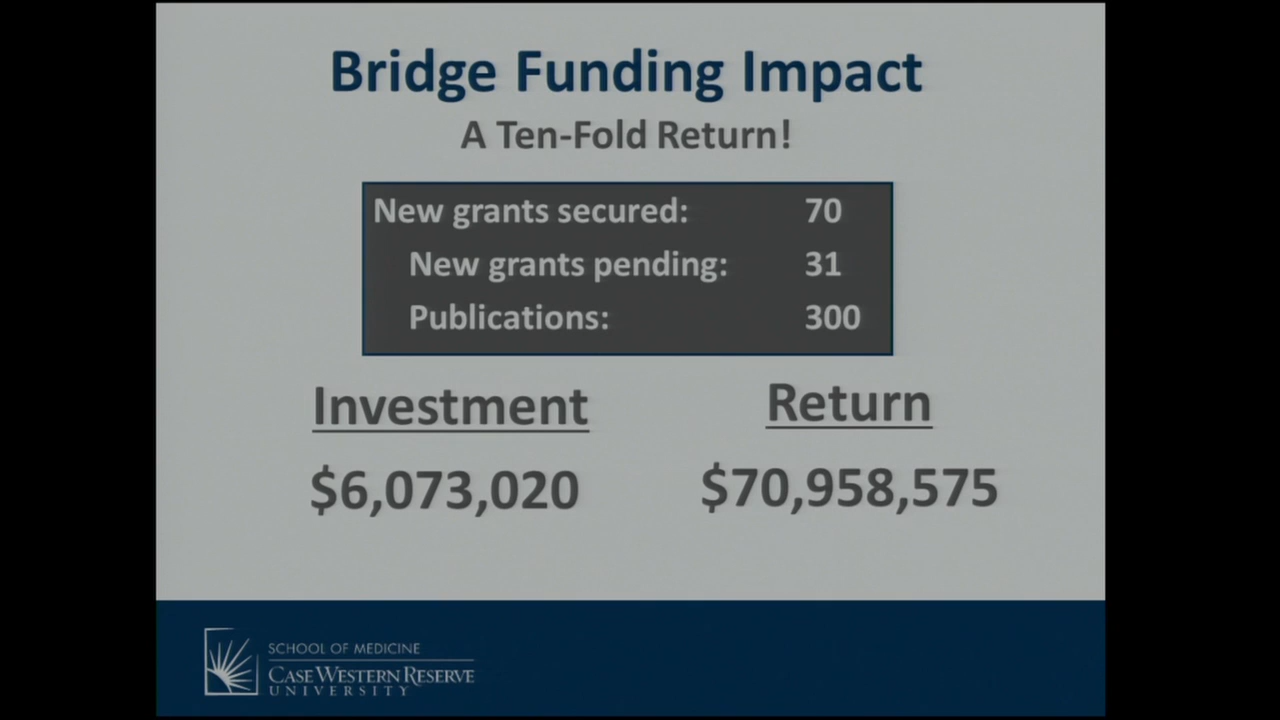 Bridge Funding Impact
A Ten-Fold Return!
New grants secured: 70
New grants pending: 31
Publications: 300
Investment Return
$6,073,020 $70,958,575
SCHOOL OF MEDICINE
CASE WESTERN RESERVE
UNIVERSITY